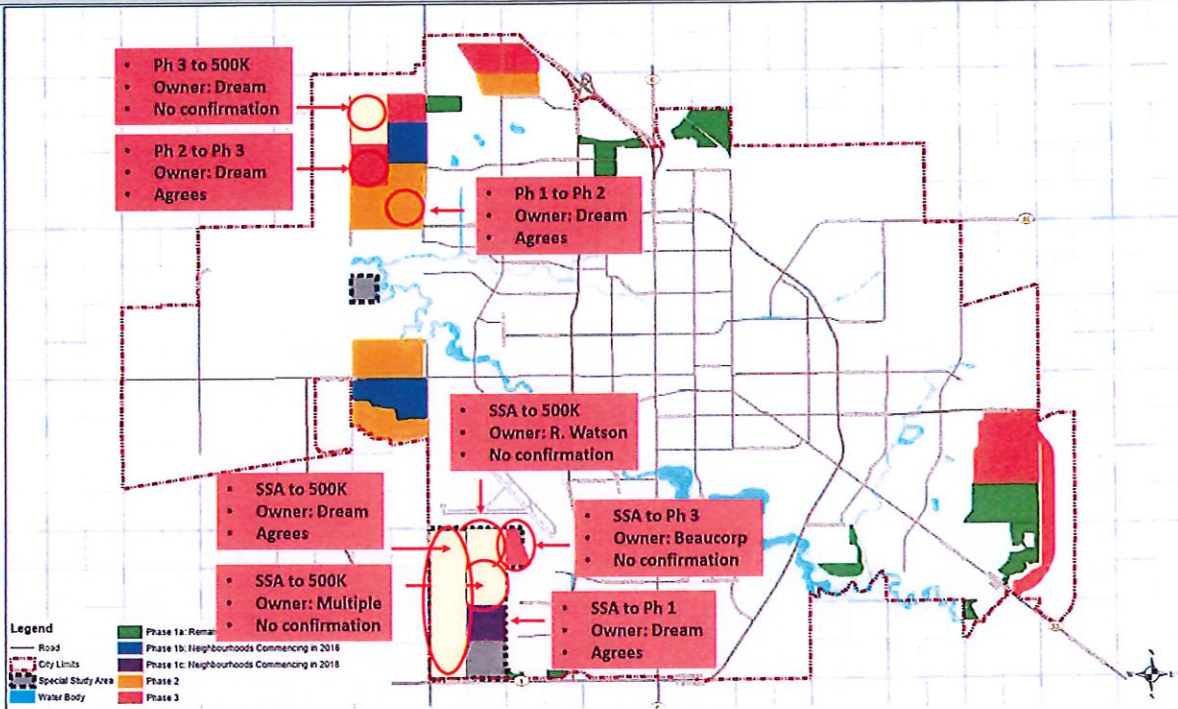 • Ph 3 to 500K
• Owner: Dream
• No confirmation
• Ph 2 to Ph 3
• Owner: Dream
• Agrees
• Ph 1 to Ph 2
• Owner: Dream
• Agrees
• SSA to 500K
• Owner: R. Watson
• No confirmation
• SSA to 500K
• Owner: Dream
• Agrees
• SSA to Ph 3
• Owner: Beaucorp
• No confirmation
• SSA to 500K
• Owner: Multiple
• No confirmation
• SSA to Ph 1
• Owner: Dream
• Agrees
Legend
Road
City Limits
Special Study Area
Water Body
Phase 1a: Remai
Phase 1b: Neighbourhoods Commencing in 2016
Phase 1c: Neighbourhoods Commencing in 2018
Phase 2
Phase 3
1
N
W
E
S